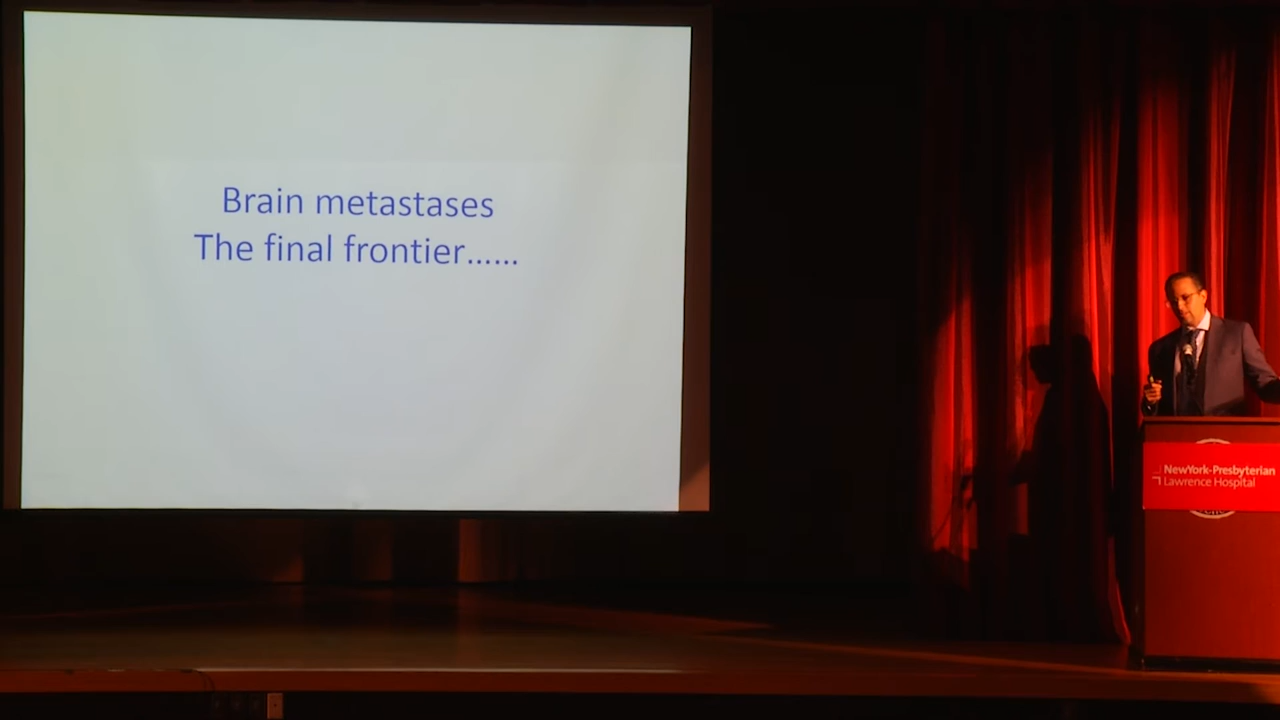 Brain metastases
The final frontier......
NewYork-Presbyterian
Lawrence Hospital